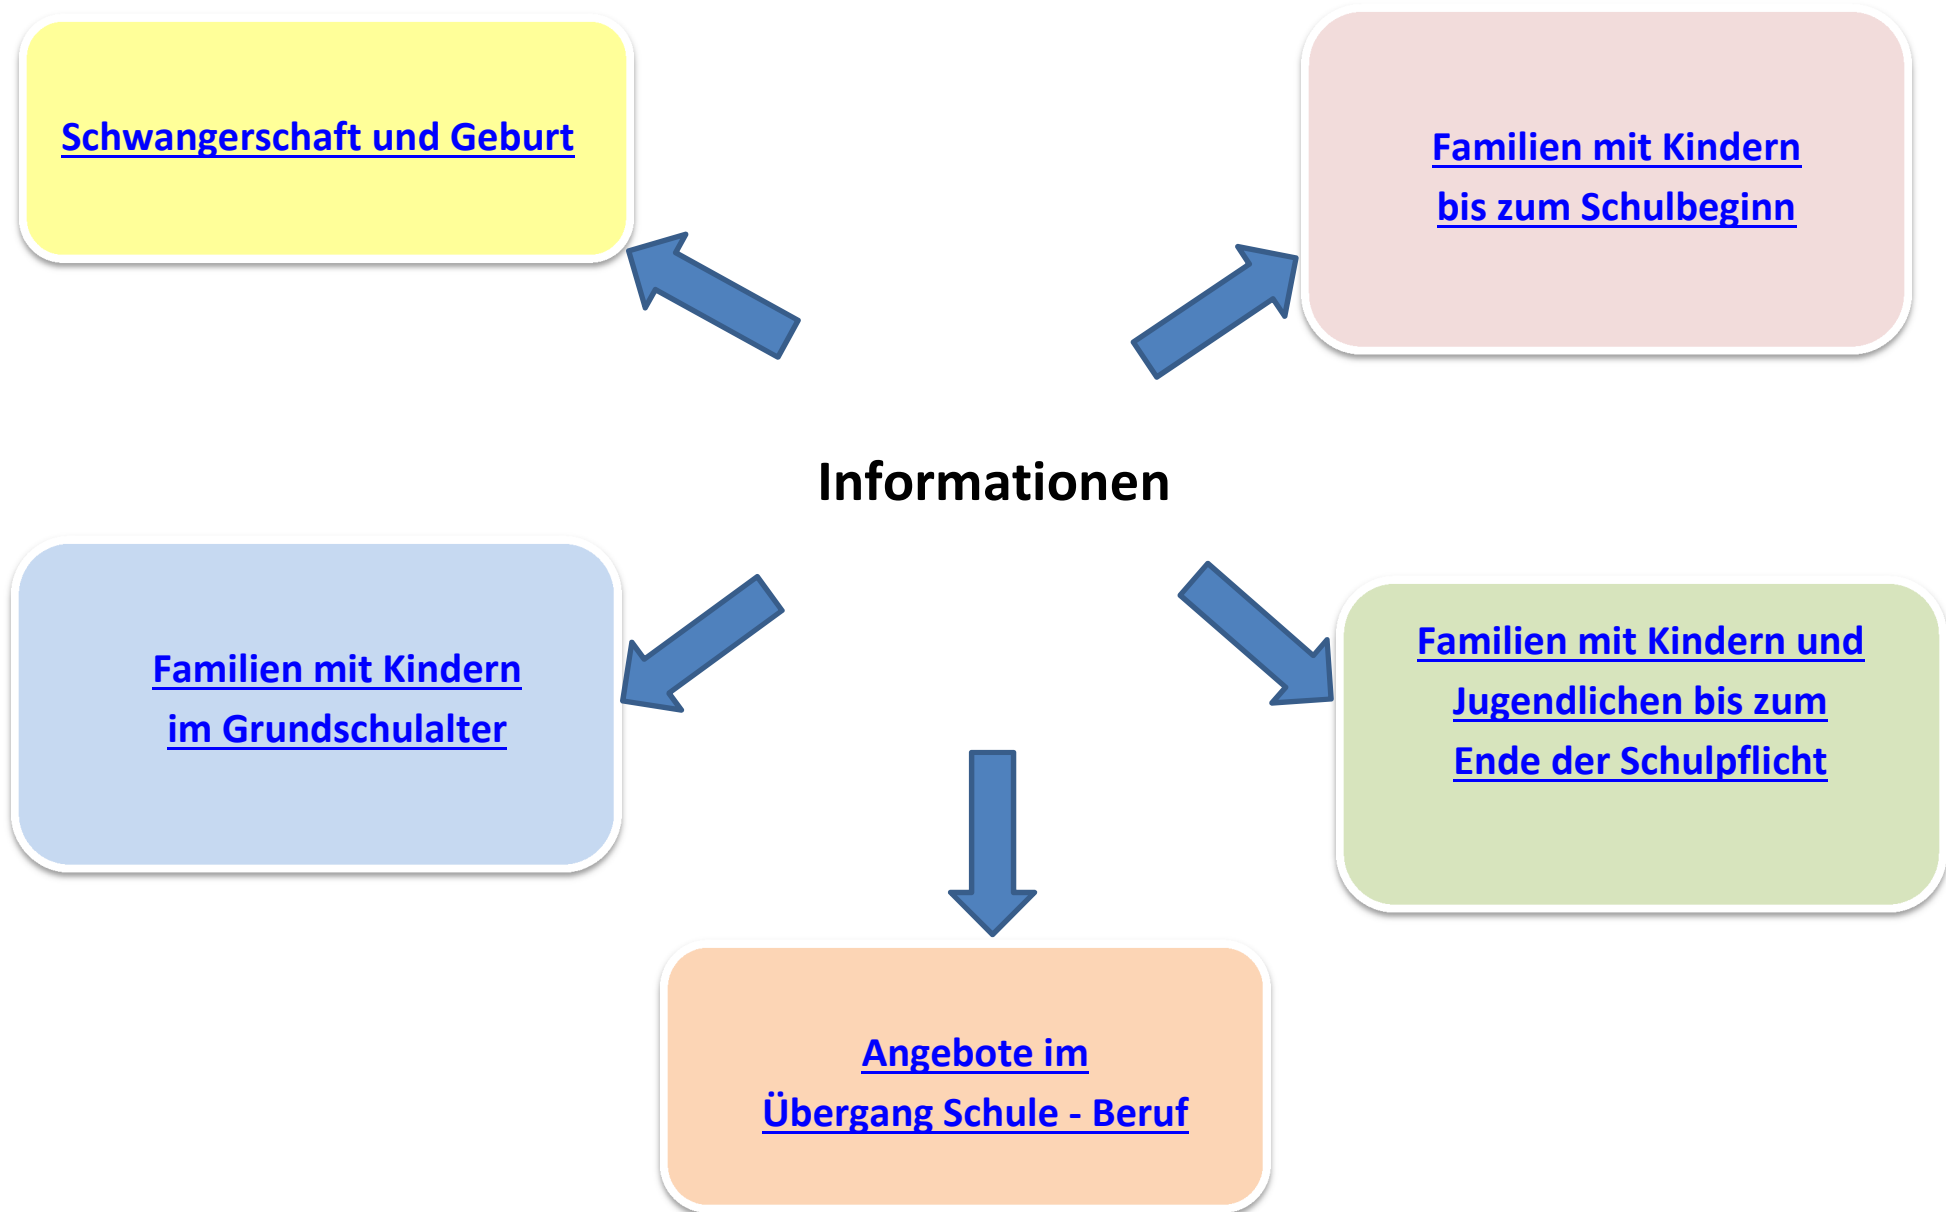 Schwangerschaft und Geburt
Familien mit Kindern
bis zum Schulbeginn
Informationen
Familien mit Kindern
im Grundschulalter
Familien mit Kindern und
Jugendlichen bis zum
Ende der Schulpflicht
Angebote im
Übergang Schule - Beruf